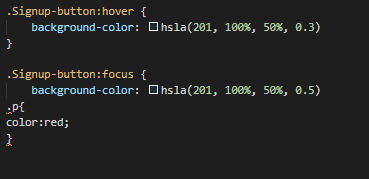 .Signup-button:hover {
background-color: hsla(201, 100%, 50%, 0.3)
}
.Signup-button:focus {
background-color: hsla(201, 100%, 50%, 0.5)
.p{
color:red;
}